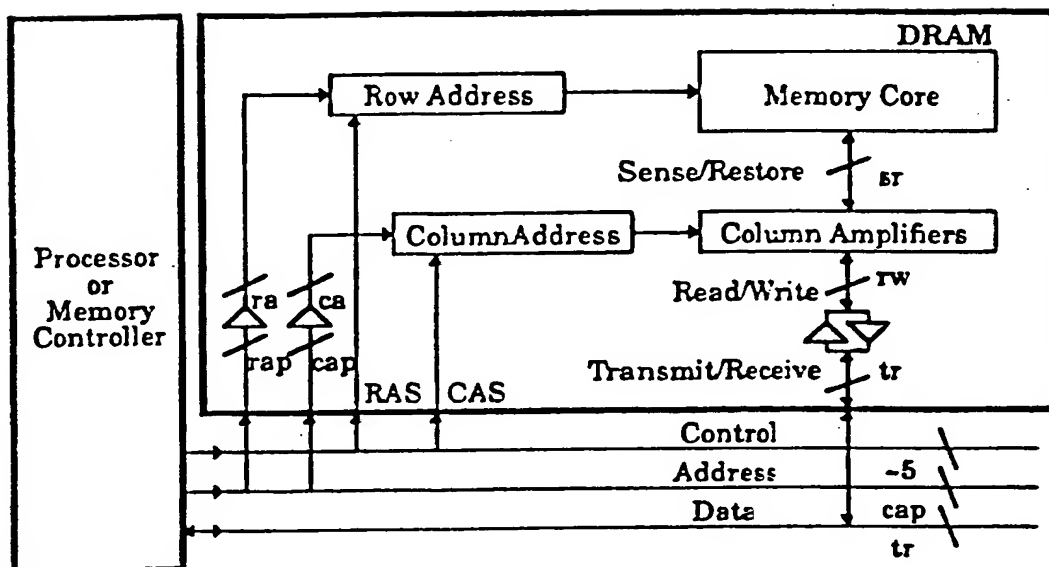 DRAM
Row Address
Memory Core
Sense/Restore
sr
ColumnAddress
Column Amplifiers
Processor
or
Memory
Controller
ra
ca
Read/Write
rw
rap
cap
Transmit/Receive
tr
RAS
CAS
Control
Address
~5
Data
cap
tr